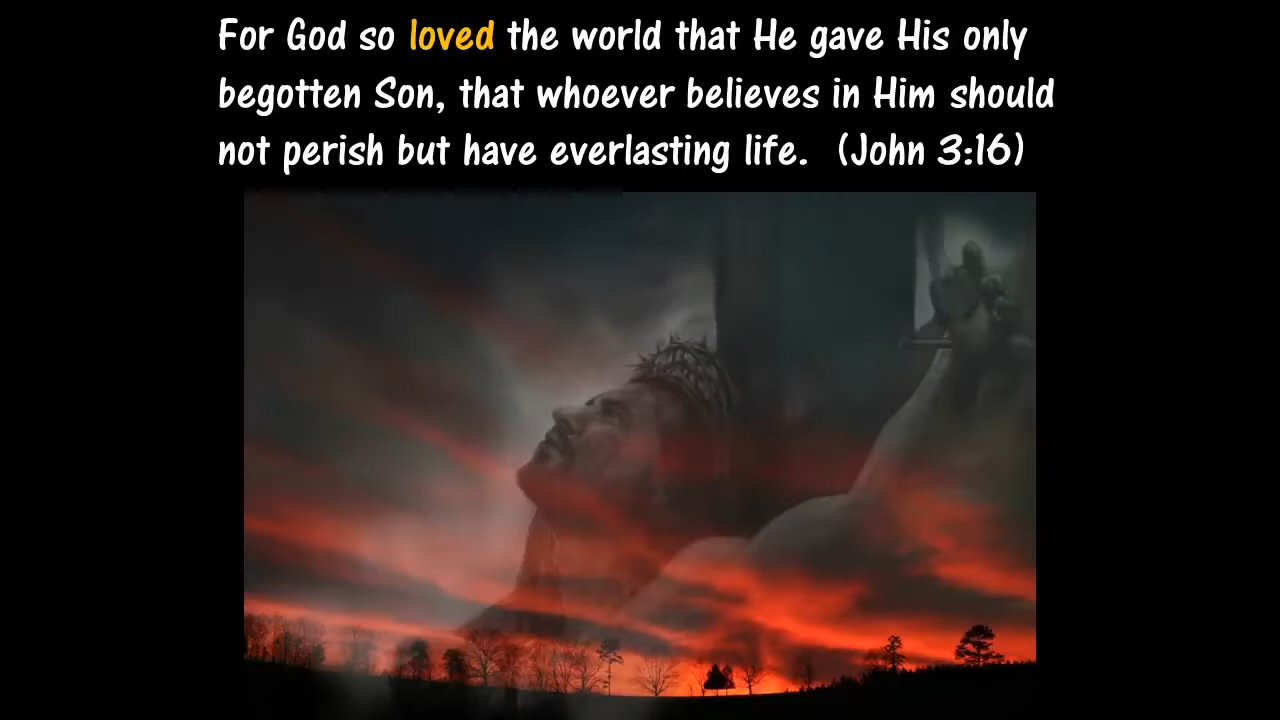 For God so loved the world that He gave His only
begotten Son, that whoever believes in Him should
not perish but have everlasting life.  (John 3:16)